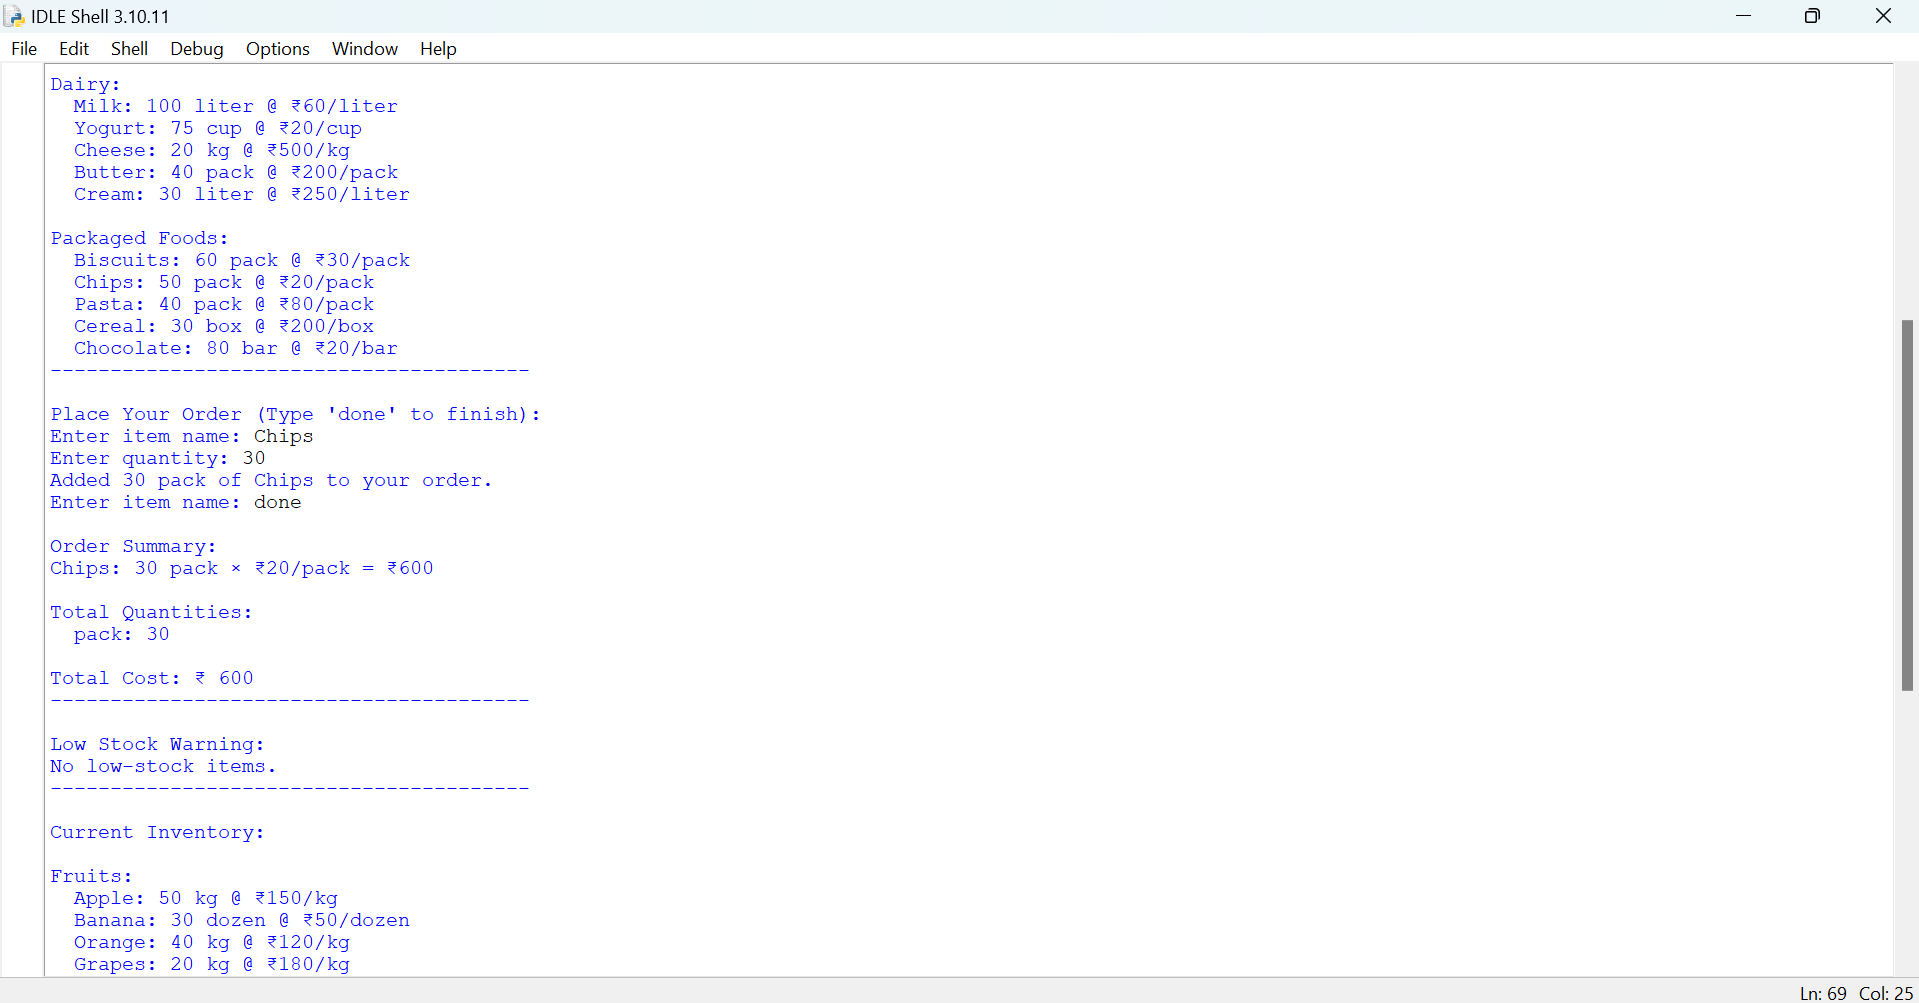 IDLE Shell 3.10.11
File Edit Shell Debug Options Window Help
Dairy:
  Milk: 100 liter @ ₹60/liter
  Yogurt: 75 cup @ ₹20/cup
  Cheese: 20 kg @ ₹500/kg
  Butter: 40 pack @ ₹200/pack
  Cream: 30 liter @ ₹250/liter
Packaged Foods:
  Biscuits: 60 pack @ ₹30/pack
  Chips: 50 pack @ ₹20/pack
  Pasta: 40 pack @ ₹80/pack
  Cereal: 30 box @ ₹200/box
  Chocolate: 80 bar @ ₹20/bar
----------------------------------------
Place Your Order (Type 'done' to finish):
Enter item name: Chips
Enter quantity: 30
Added 30 pack of Chips to your order.
Enter item name: done
Order Summary:
Chips: 30 pack × ₹20/pack = ₹600
Total Quantities:
  pack: 30
Total Cost: ₹ 600
----------------------------------------
Low Stock Warning:
No low-stock items.
----------------------------------------
Current Inventory:
Fruits:
  Apple: 50 kg @ ₹150/kg
  Banana: 30 dozen @ ₹50/dozen
  Orange: 40 kg @ ₹120/kg
  Grapes: 20 kg @ ₹180/kg
Ln: 69 Col: 25